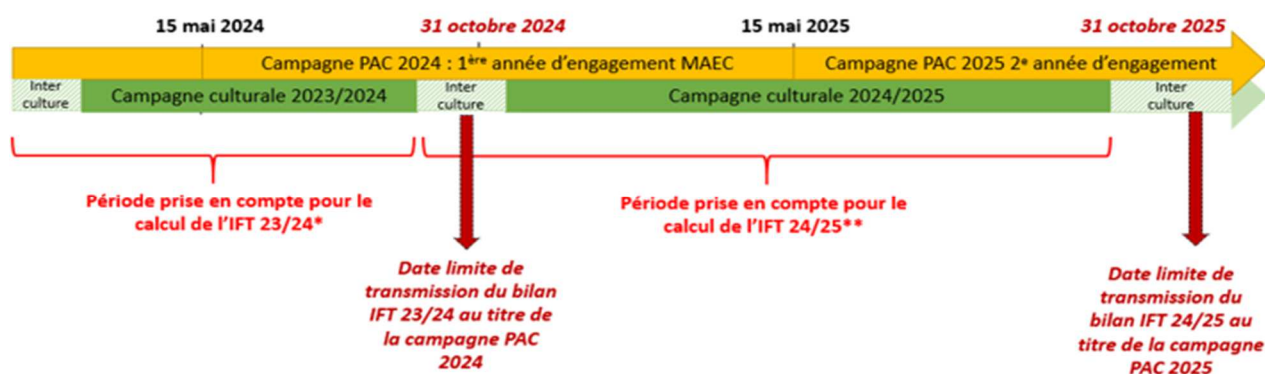 15 mai 2024
31 octobre 2024
15 mai 2025
31 octobre 2025
Campagne PAC 2024 : 1ère année d'engagement MAEC
Campagne PAC 2025 2e année d'engagement
Inter
culture
Campagne culturale 2023/2024
Inter
culture
Campagne culturale 2024/2025
Inter
culture
Période prise en compte pour le
calcul de l'IFT 23/24*
Période prise en compte pour le
calcul de l'IFT 24/25**
Date limite de
transmission du bilan
IFT 23/24 au titre de
la campagne PAC
2024
Date limite de
transmission du
bilan IFT 24/25 au
titre de la campagne
PAC 2025